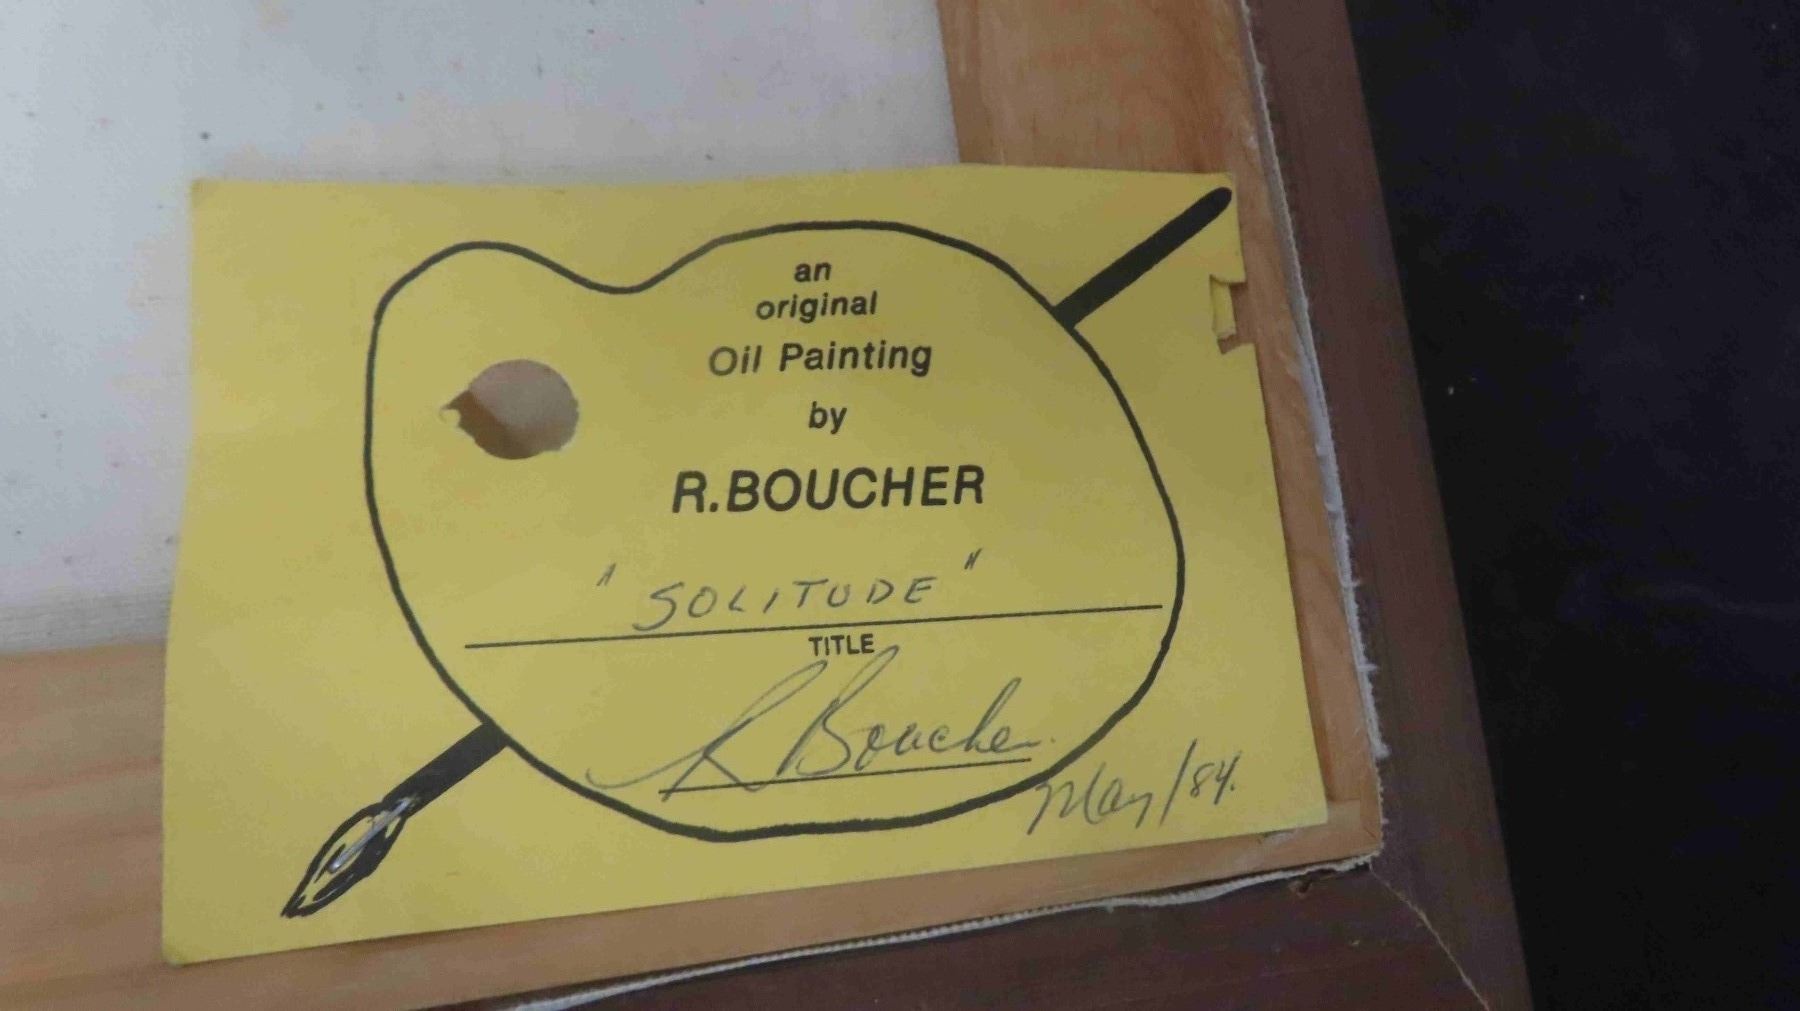 an
original
Oil Painting
by
R.BOUCHER
"SOLITUDE"
TITLE
R Boucher
May/84.